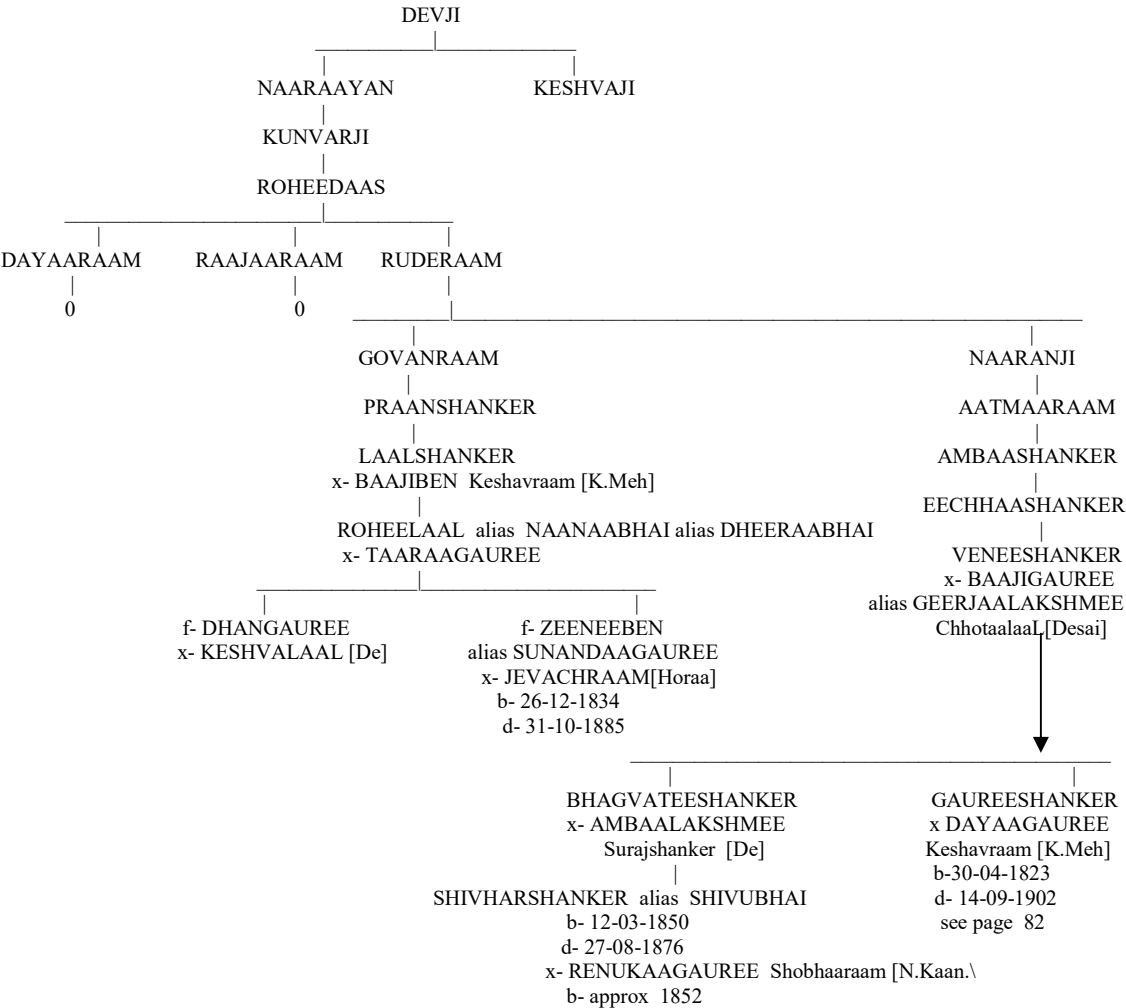 DEVJI
NAARAAYAN KESHVAJI
KUNVARJI
ROHEEDAAS
DAYAARAAM RAAJAARAAM RUDERAAM
0 0
GOVANRAAM NAARANJI
PRAANSHANKER AATMAARAAM
LAALSHANKER AMBAASHANKER
x- BAAJIBEN Keshavraam [K.Meh]
EECHHAASHANKER
ROHEELAAL alias NAANAABHAI alias DHEERAABHAI
x- TAARAAGAUREE VENEESHANKER
x- BAAJIGAUREE
alias GEERJAALAKSHMEE
f- DHANGAUREE f- ZEENEEBEN ChhotaalaaL[Desai]
x- KESHVALAAL [De] alias SUNANDAAGAUREE
x- JEVACHRAAM[Horaa]
b- 26-12-1834
d- 31-10-1885
BHAGVATEESHANKER GAUREESHANKER
x- AMBAALAKSHMEE x DAYAAGAUREE
Surajshanker [De] Keshavraam [K.Meh]
b-30-04-1823
SHIVHARSHANKER alias SHIVUBHAI d- 14-09-1902
b- 12-03-1850 see page 82
d- 27-08-1876
x- RENUKAAGAUREE Shobhaaraam [N.Kaan.\
b- approx 1852